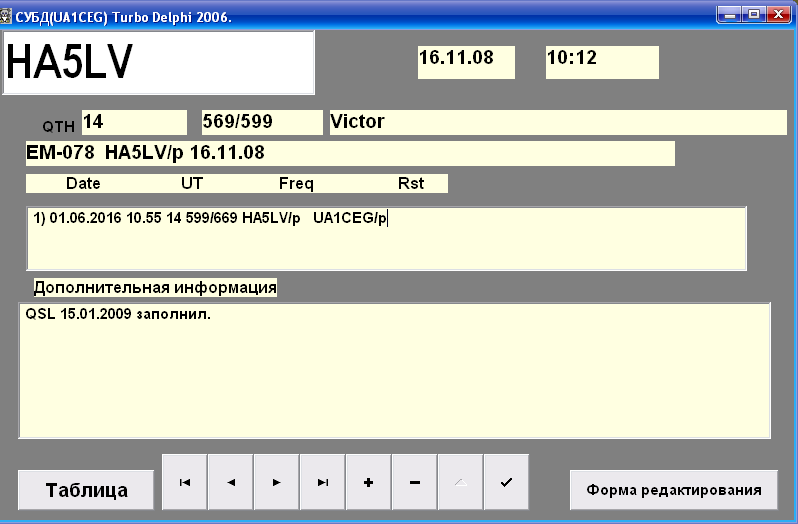 СУБД(UA1CEG) Turbo Delphi 2006.
HA5LV
16.11.08 10:12
QTH 14 569/599 Victor
EM-078 HA5LV/p 16.11.08
Date UT Freq Rst
1) 01.06.2016 10.55 14 599/669 HA5LV/p UA1CEG/p
Дополнительная информация
QSL 15.01.2009 заполнил.
Таблица Форма редактирования